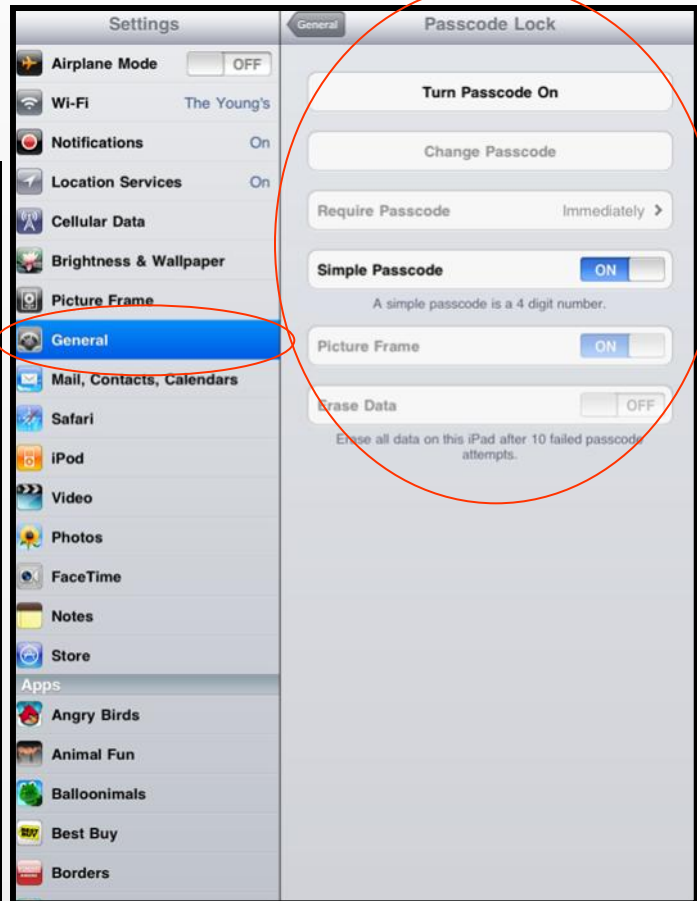 Settings
Airplane Mode OFF
Wi-Fi The Young's
Notifications On
Location Services On
Cellular Data
Brightness & Wallpaper
Picture Frame
General
Mail, Contacts, Calendars
Safari
iPod
Video
Photos
FaceTime
Notes
Store
Apps
Angry Birds
Animal Fun
Balloonimals
Best Buy
Borders
General Passcode Lock
Turn Passcode On
Change Passcode
Require Passcode Immediately
Simple Passcode ON
A simple passcode is a 4 digit number.
Picture Frame ON
Erase Data OFF
Erase all data on this iPad after 10 failed passcode
attempts.